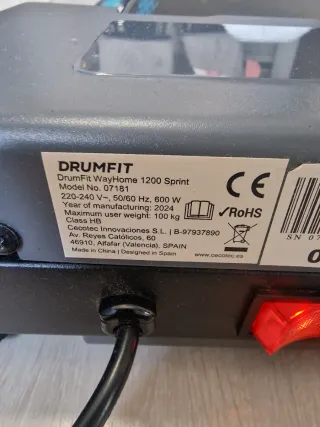 DRUMFIT
DrumFit WayHome 1200 Sprint
Model No. 07181
220-240 V~, 50/60 Hz, 600 W
Year of manufacturing: 2024
Maximum user weight: 100 kg
Class HB
Cecotec Innovaciones S.L. | B-97937890
Av. Reyes Católicos, 60
46910, Alfafar (Valencia), SPAIN
Made in China | Designed in Spain
CE
✓RoHS
www.cecotec.es
SN 07
0